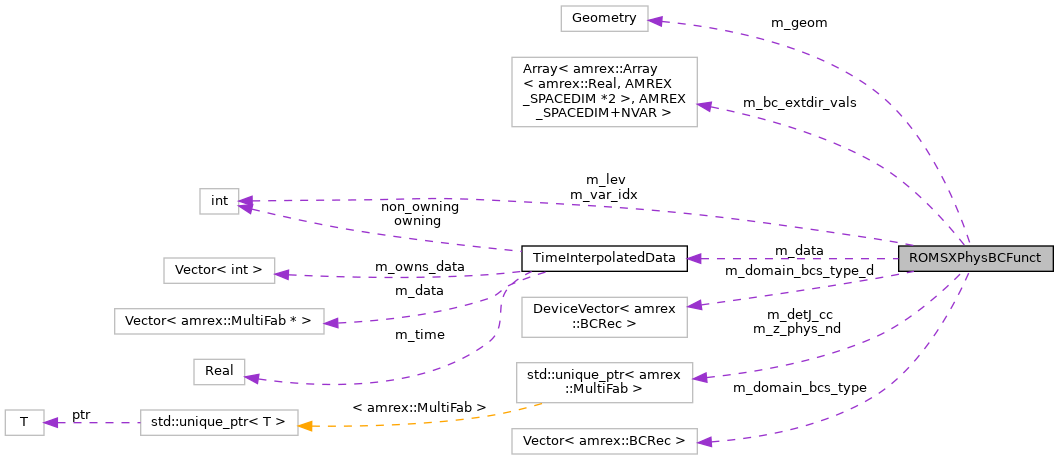 Geometry
m_geom
Array< amrex::Array
< amrex::Real, AMREX
_SPACEDIM *2 >, AMREX
_SPACEDIM+NVAR >
m_bc_extdir_vals
int
m_lev
m_var_idx
non_owning
owning
TimeInterpolatedData
m_data
ROMSXPhysBCFunct
Vector< int >
m_owns_data
m_domain_bcs_type_d
m_data
Vector< amrex::MultiFab * >
DeviceVector< amrex
::BCRec >
m_detJ_cc
m_z_phys_nd
m_time
Real
std::unique_ptr< amrex
::MultiFab >
m_domain_bcs_type
T
ptr
std::unique_ptr< T >
< amrex::MultiFab >
Vector< amrex::BCRec >